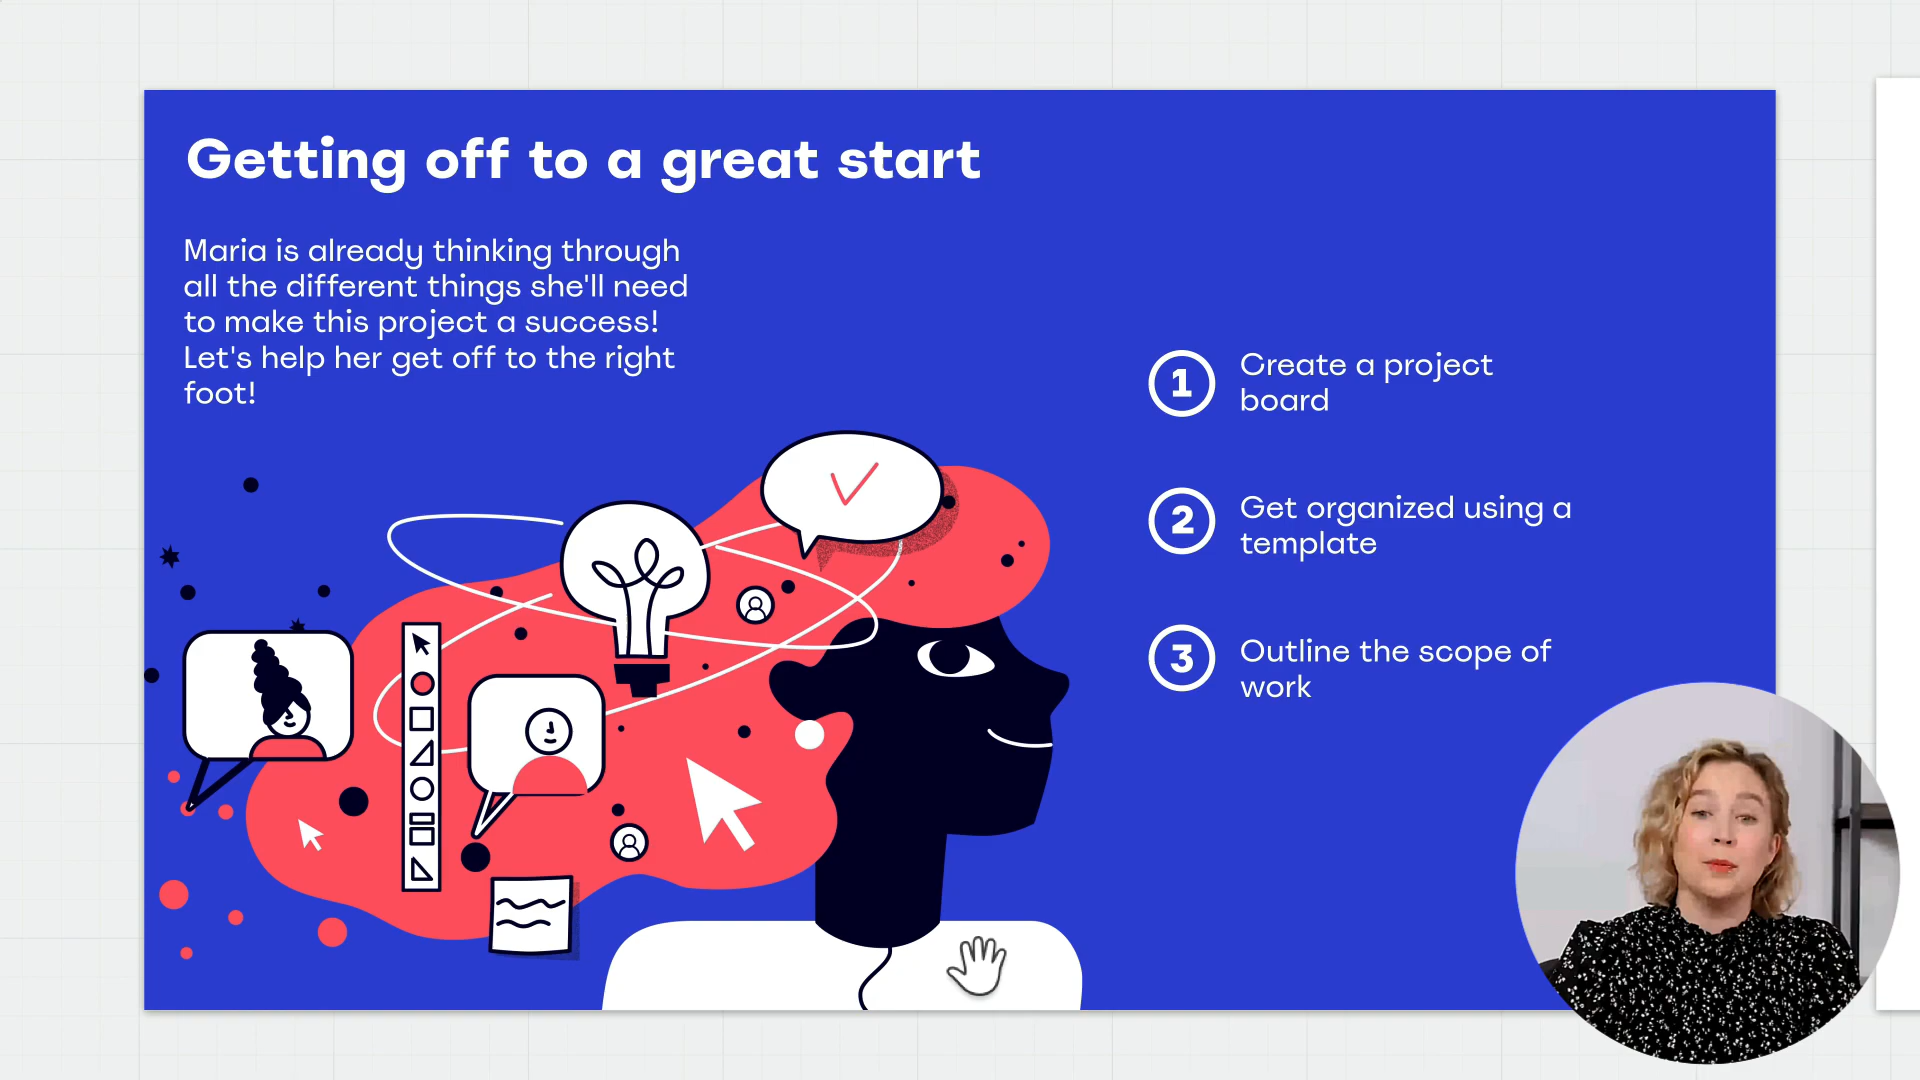 Getting off to a great start
Maria is already thinking through
all the different things she'll need
to make this project a success!
Let's help her get off to the right
foot!
1
Create a project
board
2
Get organized using a
template
3
Outline the scope of
work